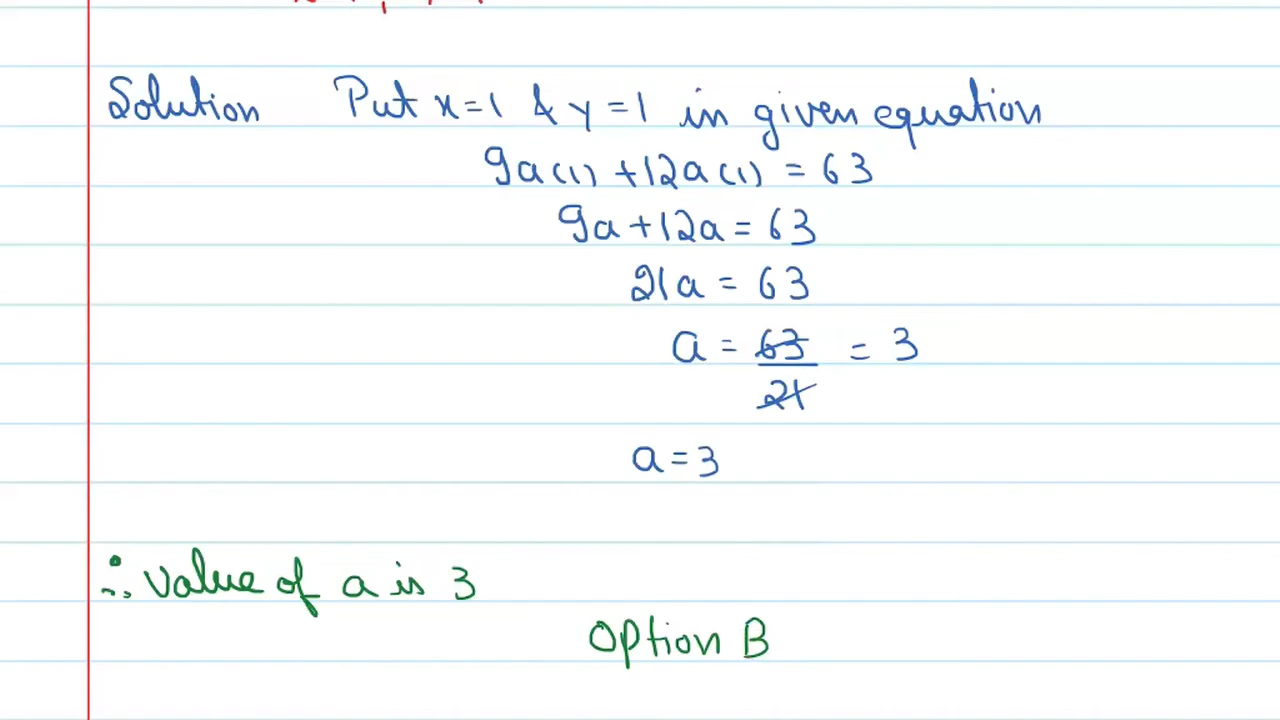 Solution Put x=1 & y=1 in given equation
9a(1) +12a(1) = 63
9a+12a = 63
21a = 63
a = 63/21 = 3
a = 3
∴ value of a is 3
Option B